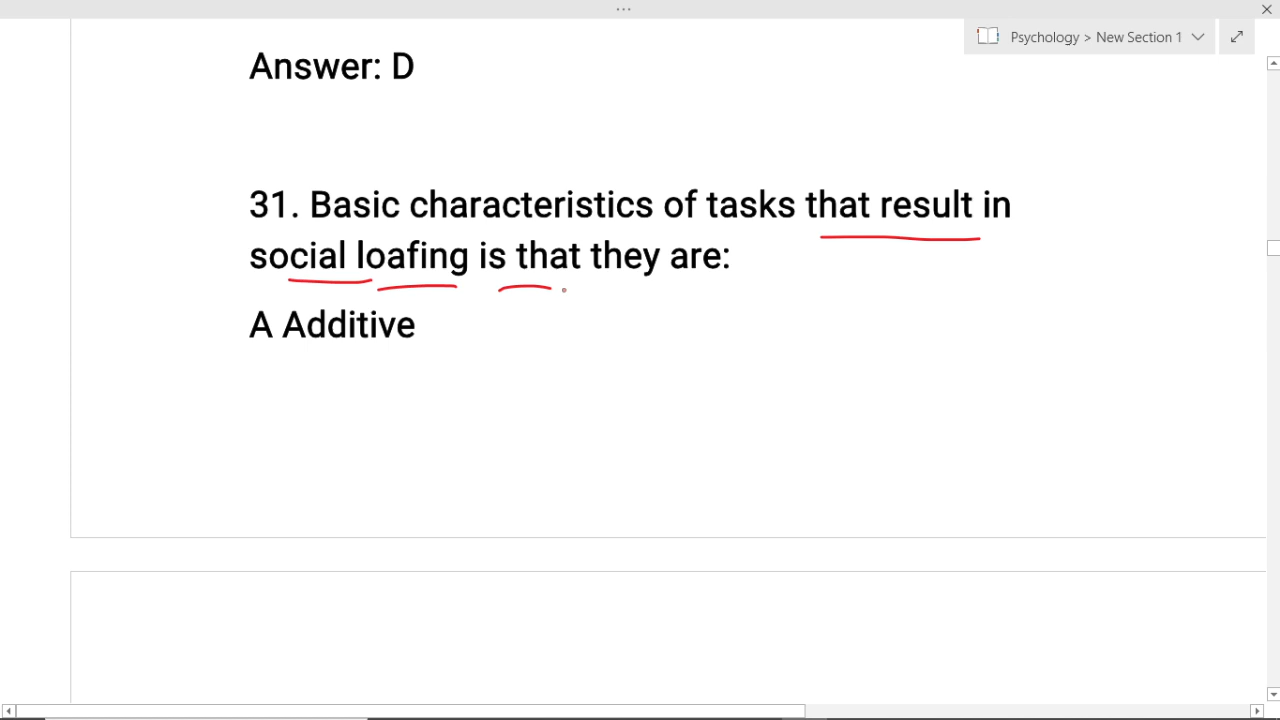 Psychology > New Section 1
Answer: D
31. Basic characteristics of tasks that result in
social loafing is that they are:
A Additive